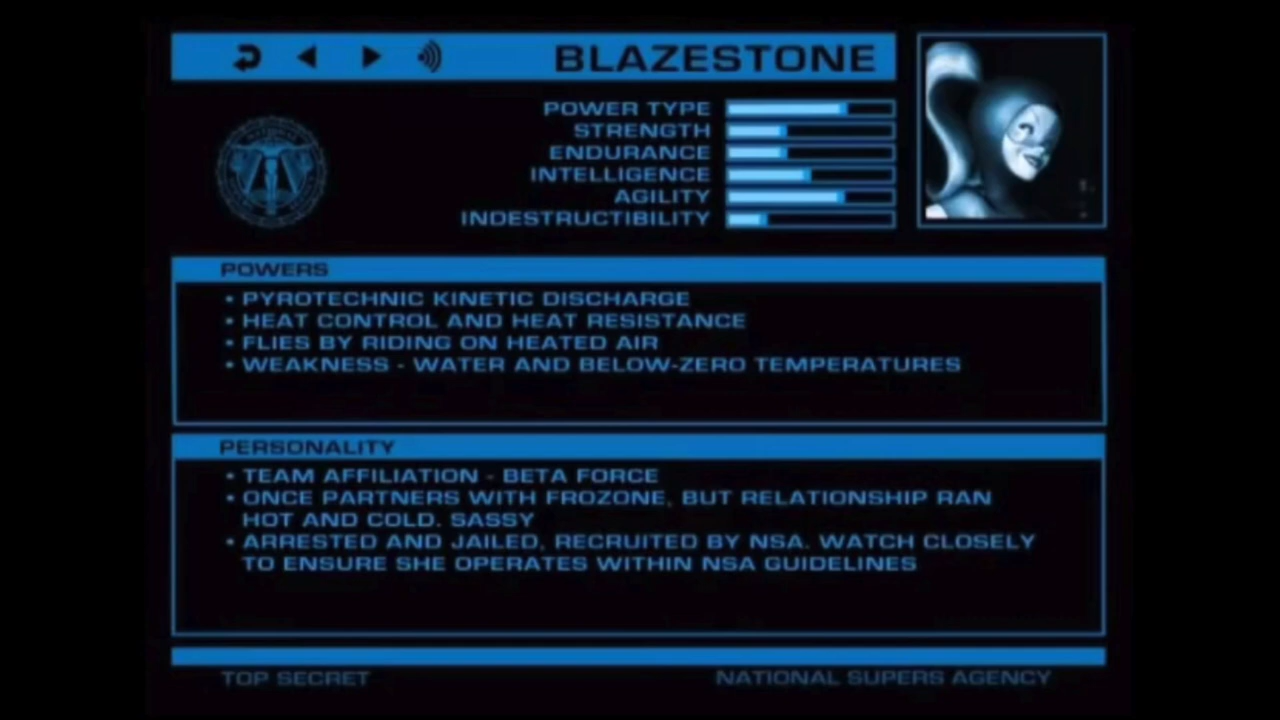 BLAZESTONE
POWER TYPE
STRENGTH
ENDURANCE
INTELLIGENCE
AGILITY
INDESTRUCTIBILITY
POWERS
• PYROTECHNIC KINETIC DISCHARGE
• HEAT CONTROL AND HEAT RESISTANCE
• FLIES BY RIDING ON HEATED AIR
• WEAKNESS - WATER AND BELOW-ZERO TEMPERATURES
PERSONALITY
• TEAM AFFILIATION - BETA FORCE
• ONCE PARTNERS WITH FROZONE, BUT RELATIONSHIP RAN
HOT AND COLD. SASSY
• ARRESTED AND JAILED, RECRUITED BY NSA. WATCH CLOSELY
TO ENSURE SHE OPERATES WITHIN NSA GUIDELINES
TOP SECRET
NATIONAL SUPERS AGENCY